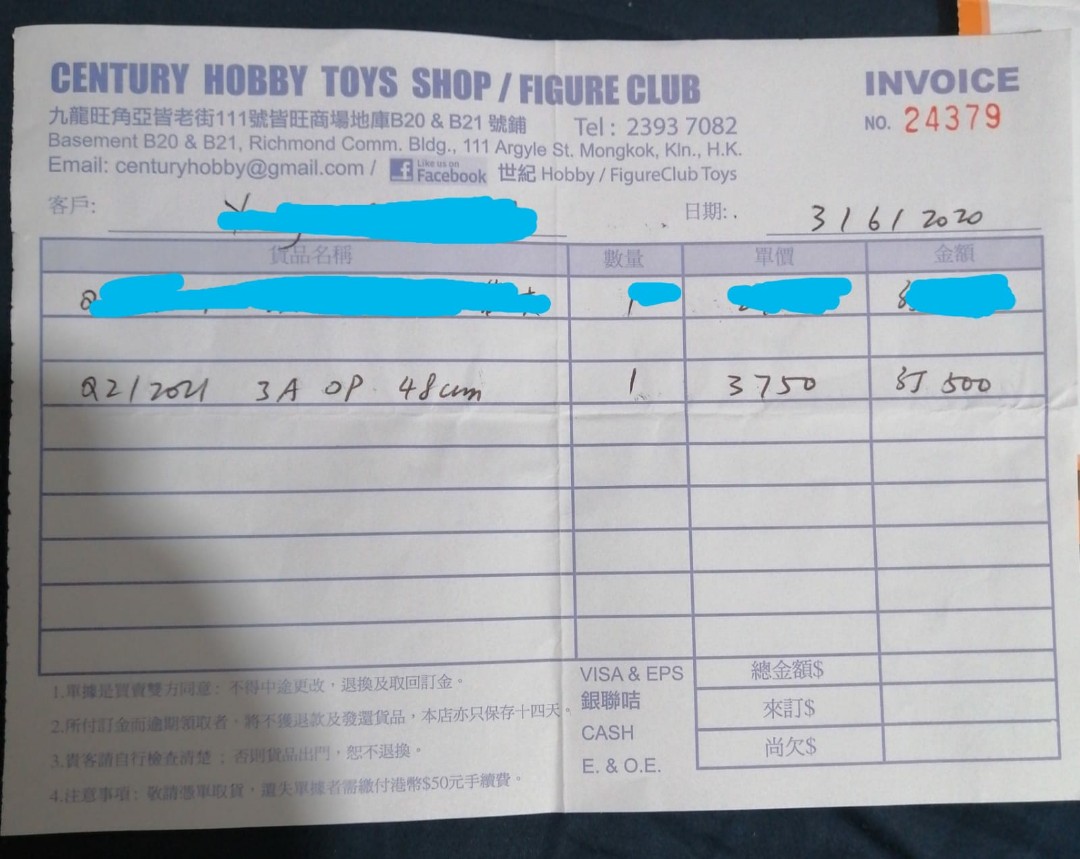 CENTURY HOBBY TOYS SHOP / FIGURE CLUB
INVOICE
九龍旺角亞皆老街111號皆旺商場地庫B20 & B21 號鋪 Tel : 2393 7082
NO. 24379
Basement B20 & B21, Richmond Comm. Bldg., 111 Argyle St. Mongkok, Kln., H.K.
Email: centuryhobby@gmail.com / f Like us on Facebook 世紀 Hobby / FigureClub Toys
客戶:
日期: 31 6 1 2020
貨品名稱 數量 單價 金額
Q2/2021 3A OP 48cm 1 3750 500
1.單據是買賣雙方同意：不得中途更改，退換及取回訂金。
2.所付訂金而逾期領取者，將不獲退款及發還貨品，本店亦只保存十四天。
3.貴客請自行檢查清楚；否則貨品出門，恕不退換。
4.注意事項：敬請憑單取貨，遺失單據者需繳付港幣$50元手續費。
VISA & EPS
銀聯咭
CASH
E. & O.E.
總金額$
來訂$
尚欠$